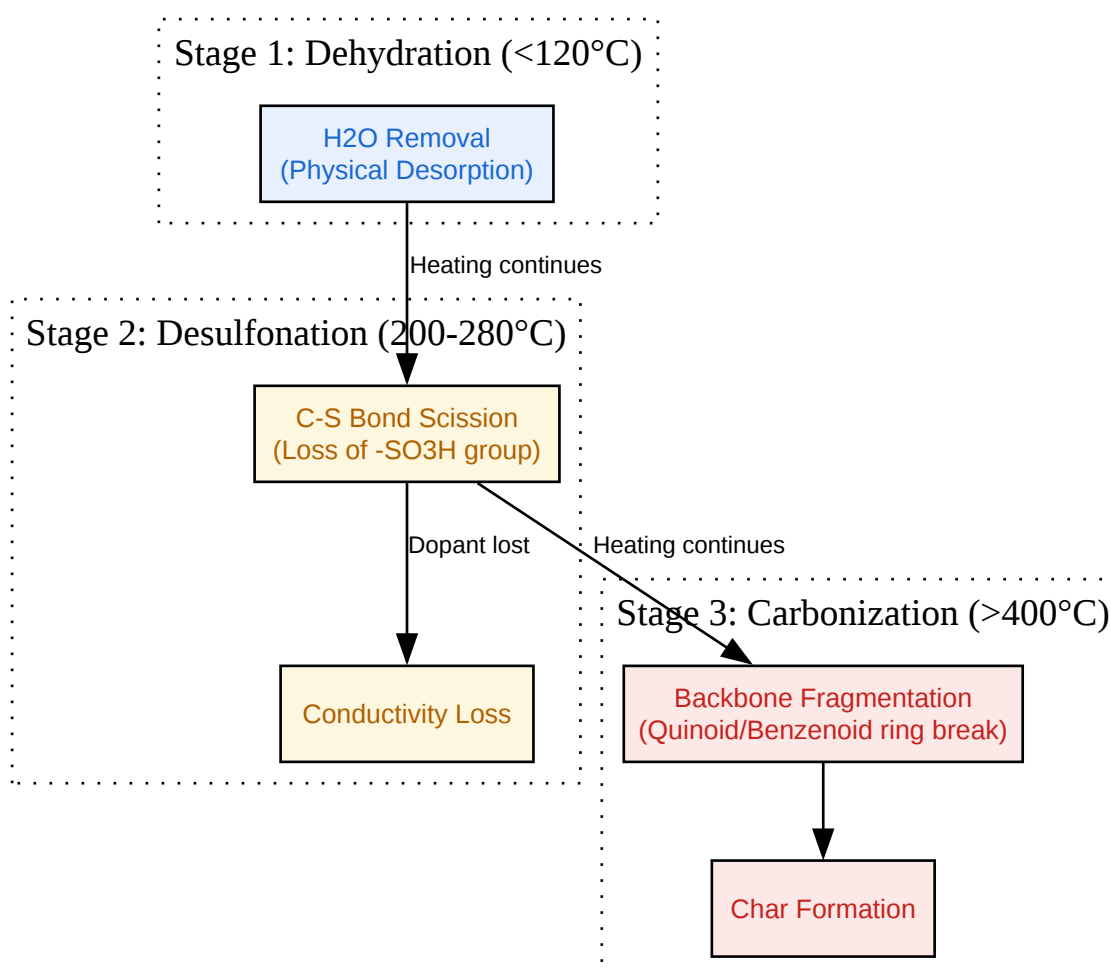 Stage 1: Dehydration (<120°C)
H2O Removal
(Physical Desorption)
Heating continues
Stage 2: Desulfonation (200-280°C)
C-S Bond Scission
(Loss of -SO3H group)
Dopant lost
Heating continues
Stage 3: Carbonization (>400°C)
Conductivity Loss
Backbone Fragmentation
(Quinoid/Benzenoid ring break)
Char Formation